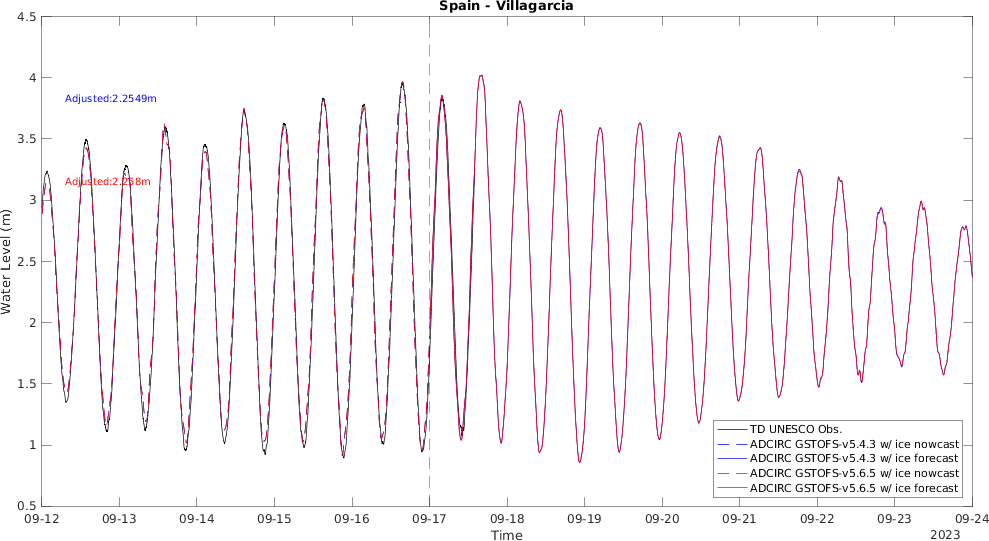 Spain - Villagarcia
4.5
4
3.5
3
2.5
2
1.5
1
0.5
Water Level (m)
Adjusted:2.2549m
Adjusted:2.258m
TD UNESCO Obs.
ADCIRC GSTOFS-v5.4.3 w/ ice nowcast
ADCIRC GSTOFS-v5.4.3 w/ ice forecast
ADCIRC GSTOFS-v5.6.5 w/ ice nowcast
ADCIRC GSTOFS-v5.6.5 w/ ice forecast
09-12 09-13 09-14 09-15 09-16 09-17 09-18 09-19 09-20 09-21 09-22 09-23 09-24
Time
2023